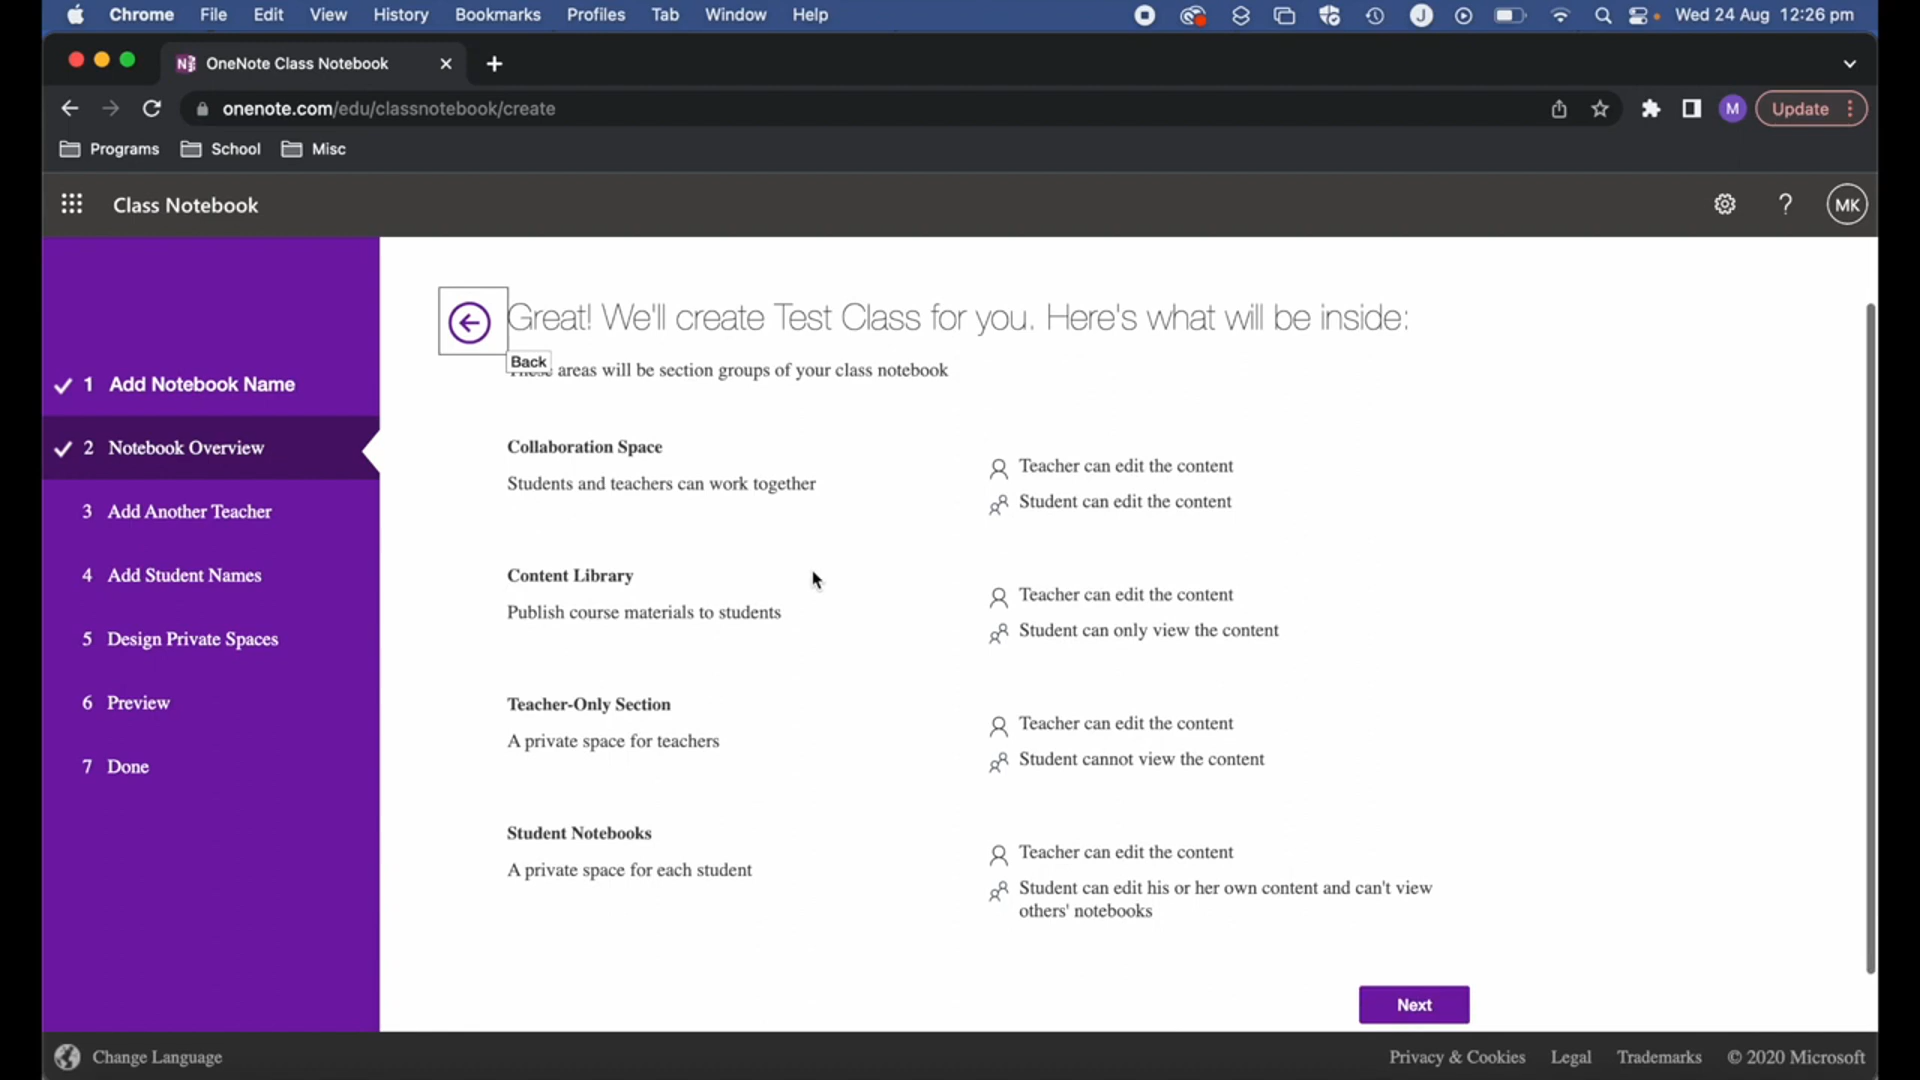 Chrome File Edit View History Bookmarks Profiles Tab Window Help
J
Wed 24 Aug 12:26 pm
N
OneNote Class Notebook
onenote.com/edu/classnotebook/create
M
Update
Programs School Misc
Class Notebook
?
MK
Great! We'll create Test Class for you. Here's what will be inside:
Back
areas will be section groups of your class notebook
1 Add Notebook Name
2 Notebook Overview
3 Add Another Teacher
4 Add Student Names
5 Design Private Spaces
6 Preview
7 Done
Collaboration Space
Students and teachers can work together
Teacher can edit the content
Student can edit the content
Content Library
Publish course materials to students
Teacher can edit the content
Student can only view the content
Teacher-Only Section
A private space for teachers
Teacher can edit the content
Student cannot view the content
Student Notebooks
A private space for each student
Teacher can edit the content
Student can edit his or her own content and can't view
others' notebooks
Next
Change Language
Privacy & Cookies Legal Trademarks © 2020 Microsoft